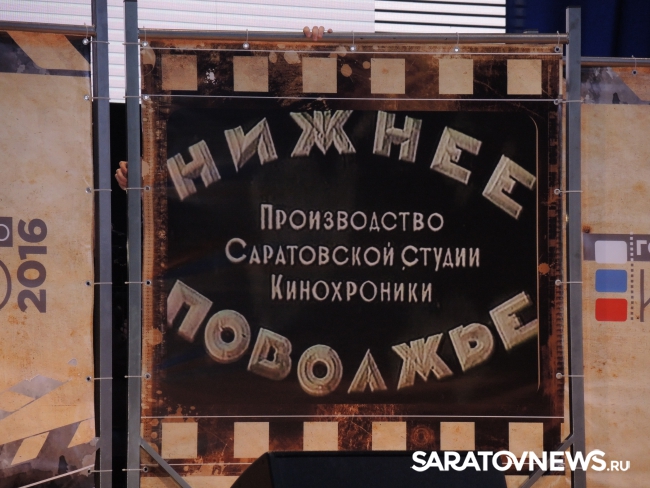 НИЖНЕЕ
ПРОИЗВОДСТВО
САРАТОВСКОЙ СТУДИИ
КИНОХРОНИКИ
ПОВОЛЖЬЕ
2016
SARATOVNEWS.RU